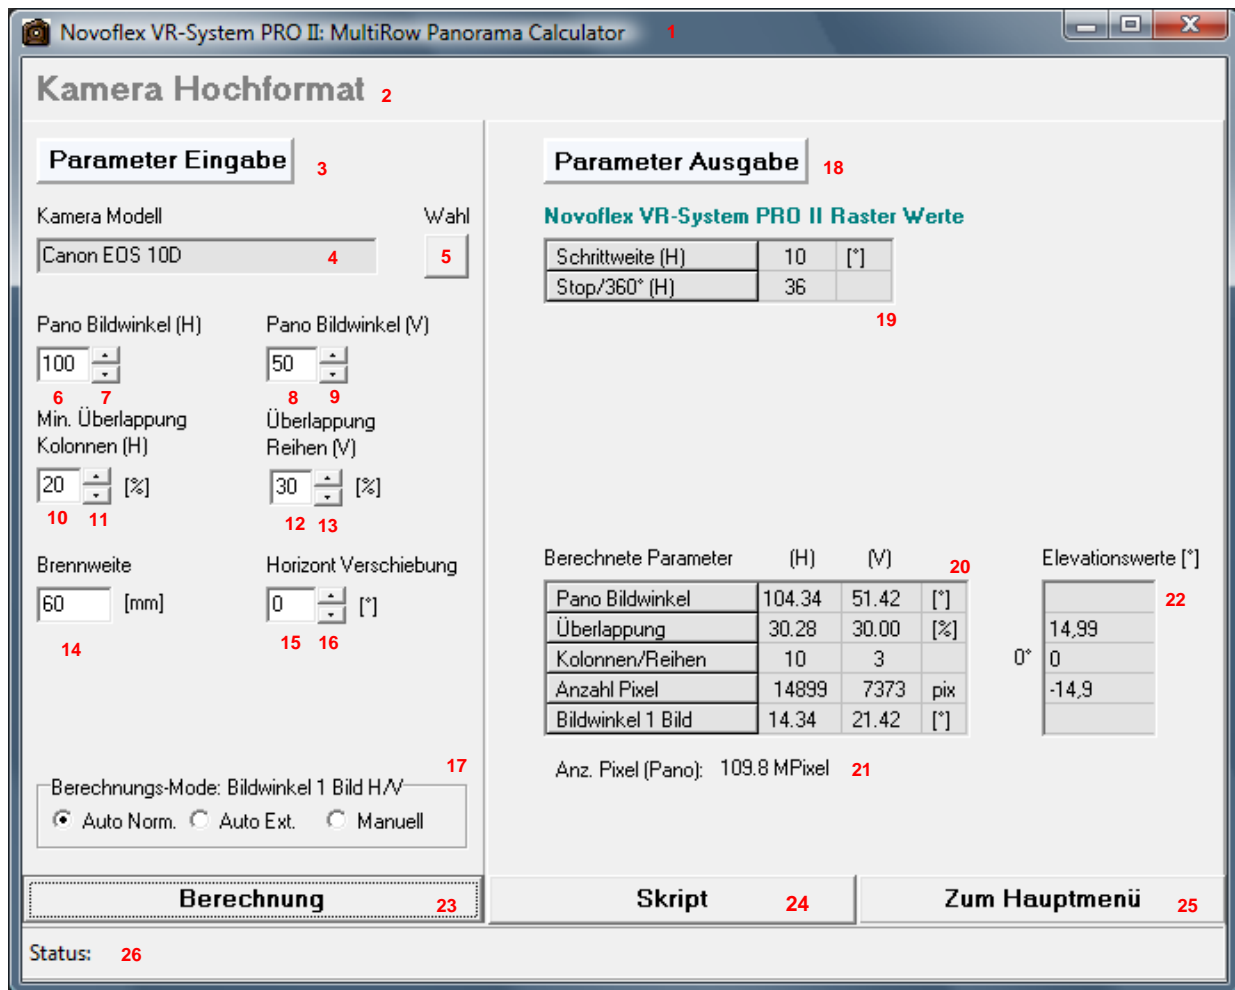 Novoflex VR-System PRO II: MultiRow Panorama Calculator 1
Kamera Hochformat 2
Parameter Eingabe 3
Kamera Modell Wahl
Canon EOS 10D 4 5
Pano Bildwinkel (H) Pano Bildwinkel (V)
100 50
6 7 8 9
Min. Überlappung Überlappung
Kolonnen (H) Reihen (V)
20 [%] 30 [%]
10 11 12 13
Brennweite Horizont Verschiebung
60 [mm] 0 [°]
14 15 16
17
Berechnungs-Mode: Bildwinkel 1 Bild H/V
Auto Norm. Auto Ext. Manuell
Parameter Ausgabe 18
Novoflex VR-System PRO II Raster Werte
Schrittweite (H) 10 [°]
Stop/360° (H) 36
19
Berechnete Parameter (H) (V) 20 Elevationswerte [°]
Pano Bildwinkel 104.34 51.42 [°] 22
Überlappung 30.28 30.00 [%] 14,99
Kolonnen/Reihen 10 3 0° 0
Anzahl Pixel 14899 7373 pix -14,9
Bildwinkel 1 Bild 14.34 21.42 [°]
Anz. Pixel (Pano): 109.8 MPixel 21
Berechnung 23 Skript 24 Zum Hauptmenü 25
Status: 26